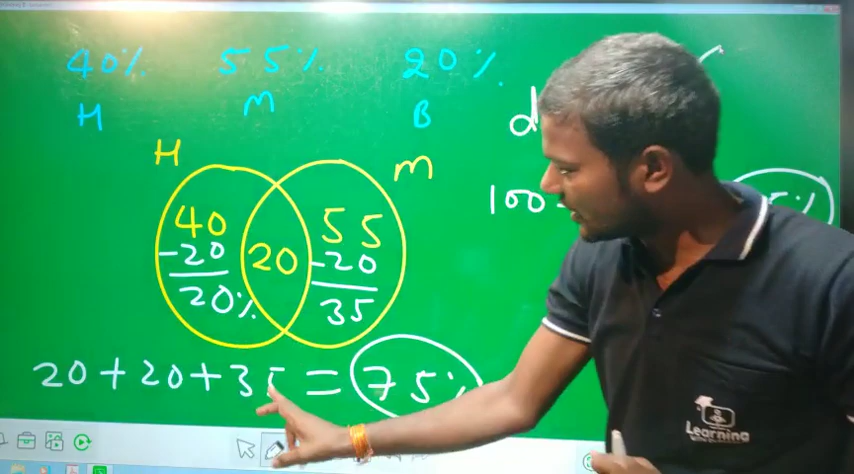 40% 55% 20%
H m B
H m
40 20 55
-20 -20
20% 35
20 + 20 + 35 = 75%
d
100 -
Learning